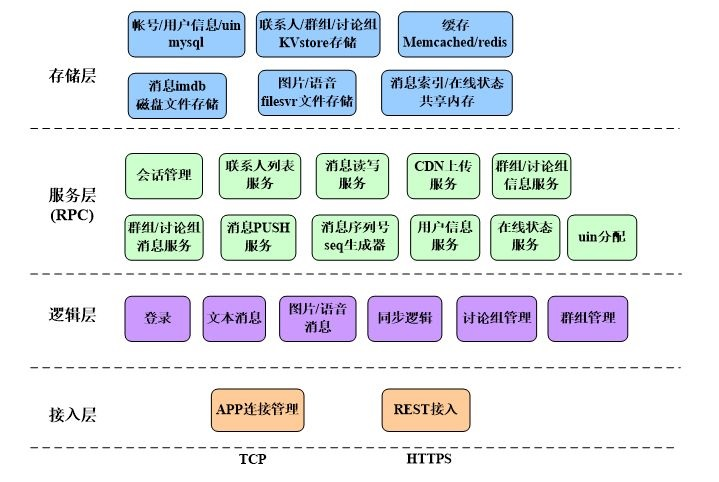 帐号/用户信息/uin
mysql
联系人/群组/讨论组
KVstore存储
缓存
Memcached/redis
存储层
消息imdb
磁盘文件存储
图片/语音
filesvr文件存储
消息索引/在线状态
共享内存
服务层
(RPC)
会话管理
联系人列表
服务
消息读写
服务
CDN上传
服务
群组/讨论组
信息服务
群组/讨论组
消息服务
消息PUSH
服务
消息序列号
seq生成器
用户信息
服务
在线状态
服务
uin分配
逻辑层
登录
文本消息
图片/语音
消息
同步逻辑
讨论组管理
群组管理
接入层
APP连接管理
REST接入
TCP
HTTPS